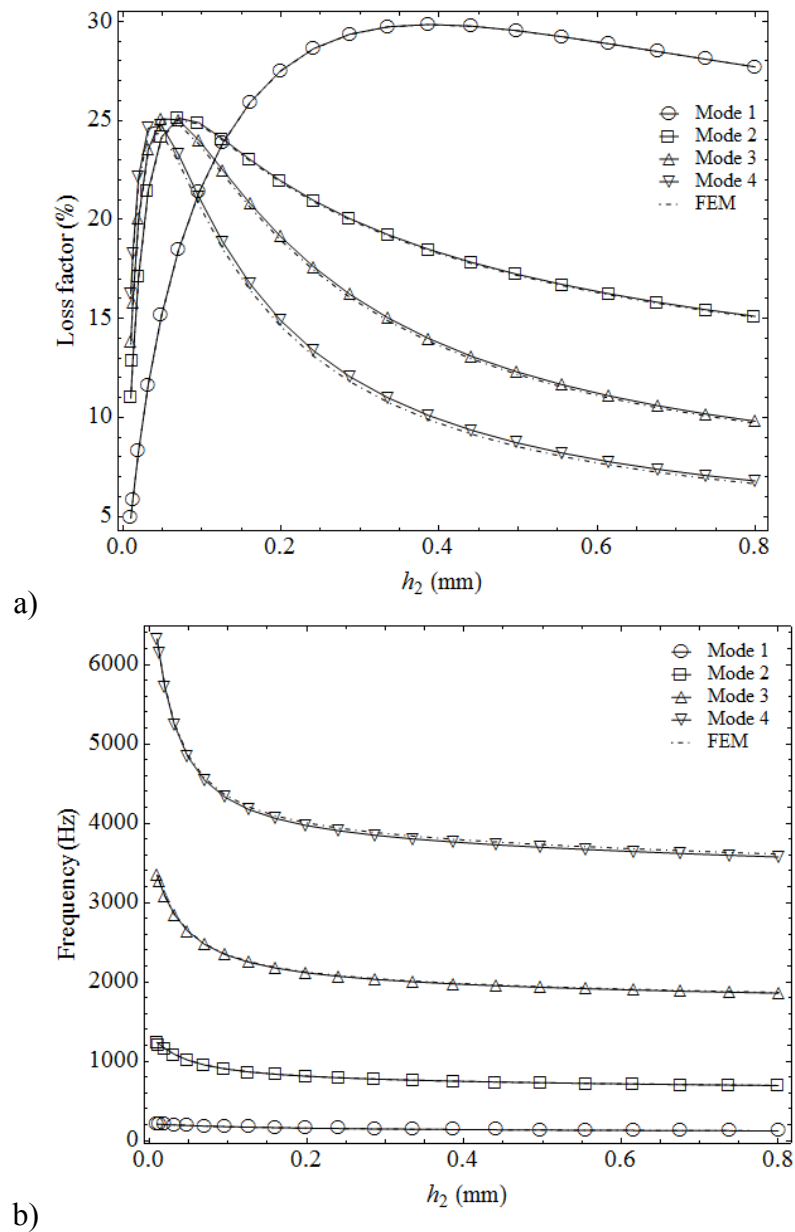 30
25
20
15
10
5
Loss factor (%)
Mode 1
Mode 2
Mode 3
Mode 4
FEM
0.0 0.2 0.4 0.6 0.8
h2 (mm)
a)
6000
5000
4000
3000
2000
1000
0
Frequency (Hz)
Mode 1
Mode 2
Mode 3
Mode 4
FEM
0.0 0.2 0.4 0.6 0.8
h2 (mm)
b)